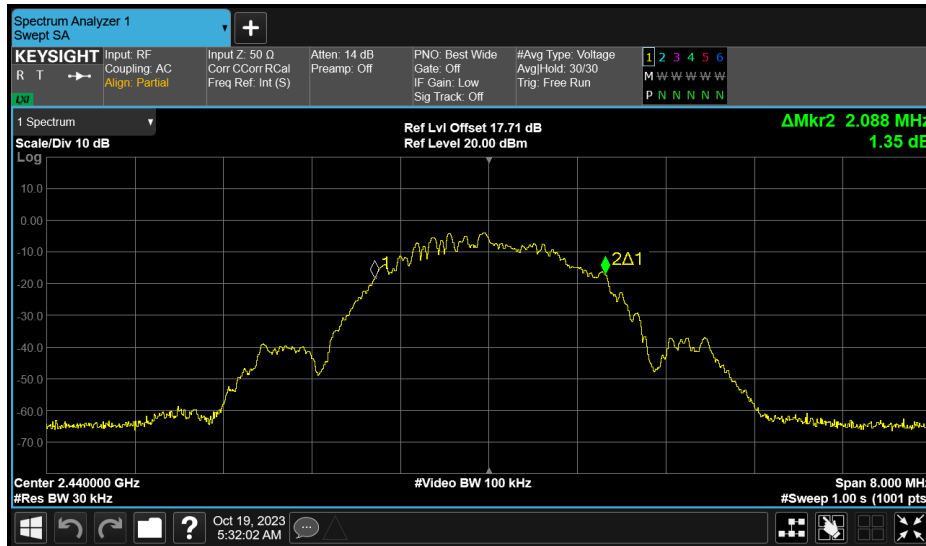 Spectrum Analyzer 1
Swept SA
+
KEYSIGHT
R T
LXI
Input: RF
Coupling: AC
Align: Partial
Input Z: 50 Ω
Corr CCorr RCal
Freq Ref: Int (S)
Atten: 14 dB
Preamp: Off
PNO: Best Wide
Gate: Off
IF Gain: Low
Sig Track: Off
#Avg Type: Voltage
Avg|Hold: 30/30
Trig: Free Run
1 2 3 4 5 6
M W W W W W
P N N N N N
1 Spectrum
Scale/Div 10 dB
Ref Lvl Offset 17.71 dB
Ref Level 20.00 dBm
ΔMkr2 2.088 MHz
1.35 dB
Log
10.0
0.00
-10.0
-20.0
-30.0
-40.0
-50.0
-60.0
-70.0
1
2Δ1
Center 2.440000 GHz
#Res BW 30 kHz
#Video BW 100 kHz
Span 8.000 MHz
#Sweep 1.00 s (1001 pts
?
Oct 19, 2023
5:32:02 AM